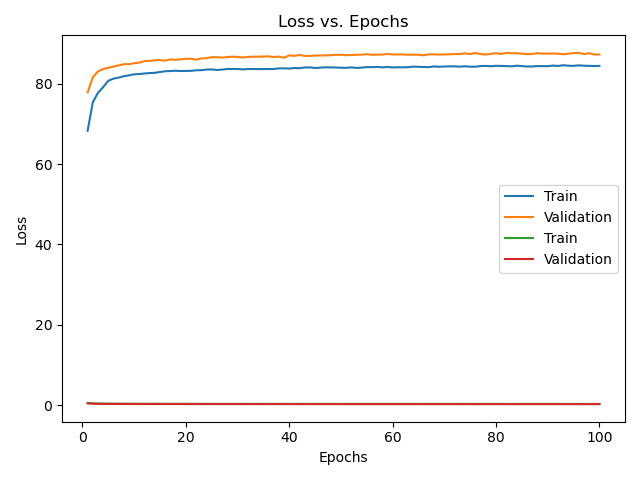 Loss vs. Epochs
80
60
40
20
0
Loss
Train
Validation
Train
Validation
0 20 40 60 80 100
Epochs